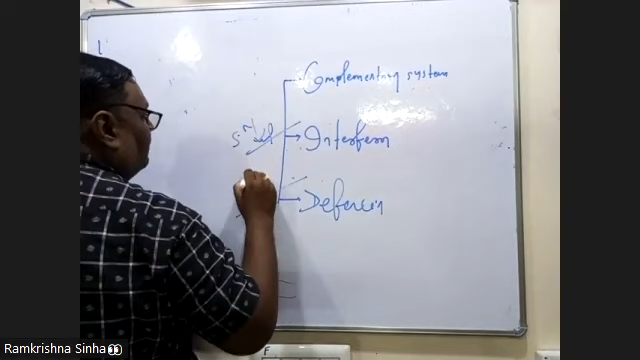 Complementary system
Interferon
Defensin
Ramkrishna Sinha
F